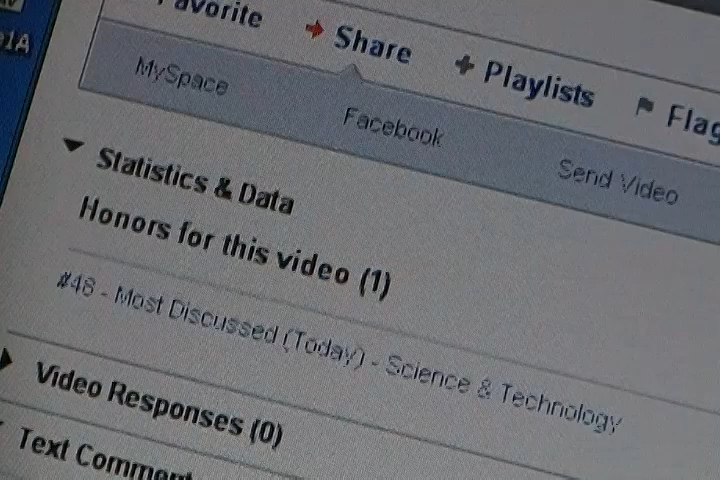 avorite Share Playlists Flag
MySpace Facebook Send Video
Statistics & Data
Honors for this video (1)
#48 - Most Discussed (Today) - Science & Technology
Video Responses (0)
Text Comment